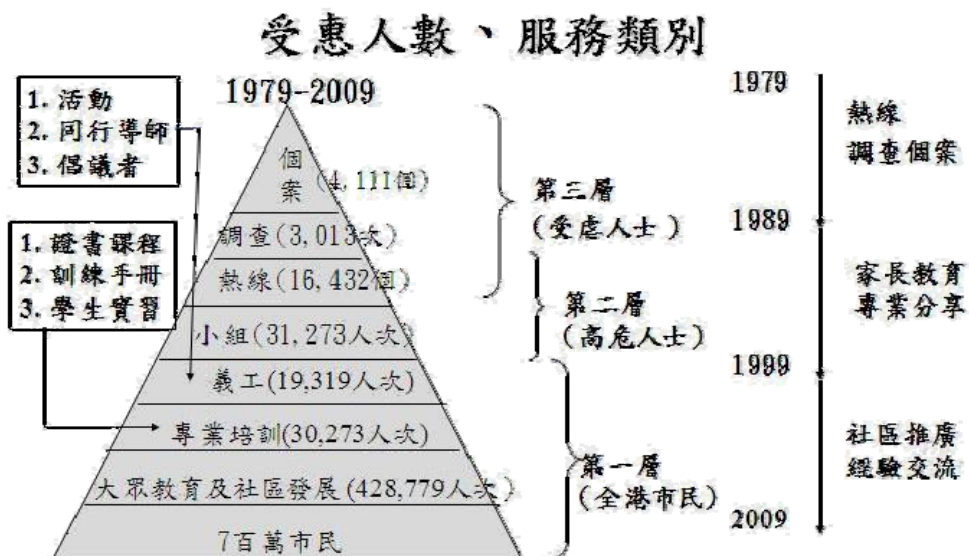 受惠人數、服務類別
1979-2009
1. 活動
2. 同行導師
3. 倡議者
1. 證書課程
2. 訓練手冊
3. 學生實習
個
案
(4,111個)
調查(3,013次)
熱線(16,432個)
小組(31,273人次)
義工(19,319人次)
專業培訓(30,273人次)
大眾教育及社區發展(428,779人次)
7百萬市民
第三層
(受虐人士)
第二層
(高危人士)
第一層
(全港市民)
1979
熱線
調查個案
1989
家長教育
專業分享
1999
社區推廣
經驗交流
2009